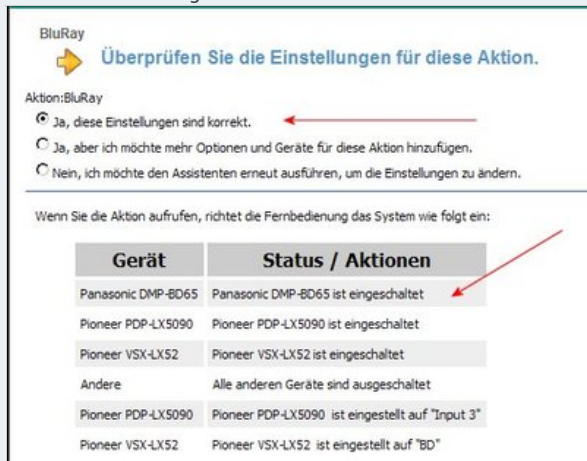 BluRay
Überprüfen Sie die Einstellungen für diese Aktion.
Aktion:BluRay
Ja, diese Einstellungen sind korrekt.
Ja, aber ich möchte mehr Optionen und Geräte für diese Aktion hinzufügen.
Nein, ich möchte den Assistenten erneut ausführen, um die Einstellungen zu ändern.
Wenn Sie die Aktion aufrufen, richtet die Fernbedienung das System wie folgt ein:
Gerät Status / Aktionen
Panasonic DMP-BD65 Panasonic DMP-BD65 ist eingeschaltet
Pioneer PDP-LX5090 Pioneer PDP-LX5090 ist eingeschaltet
Pioneer VSX-LX52 Pioneer VSX-LX52 ist eingeschaltet
Andere Alle anderen Geräte sind ausgeschaltet
Pioneer PDP-LX5090 Pioneer PDP-LX5090 ist eingestellt auf "Input 3"
Pioneer VSX-LX52 Pioneer VSX-LX52 ist eingestellt auf "BD"